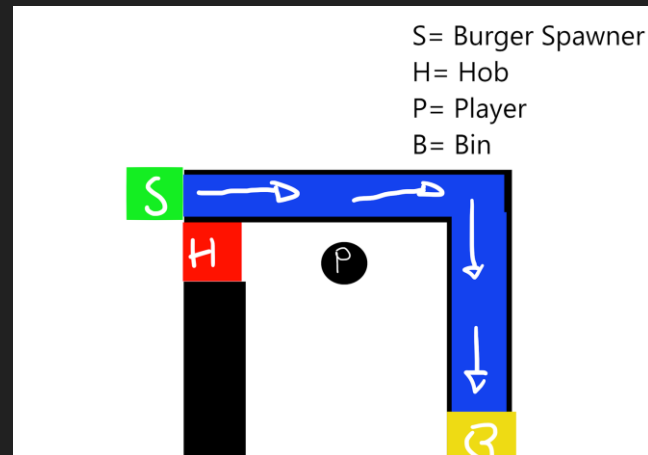 S= Burger Spawner
H= Hob
P= Player
B= Bin
S
H
P
B